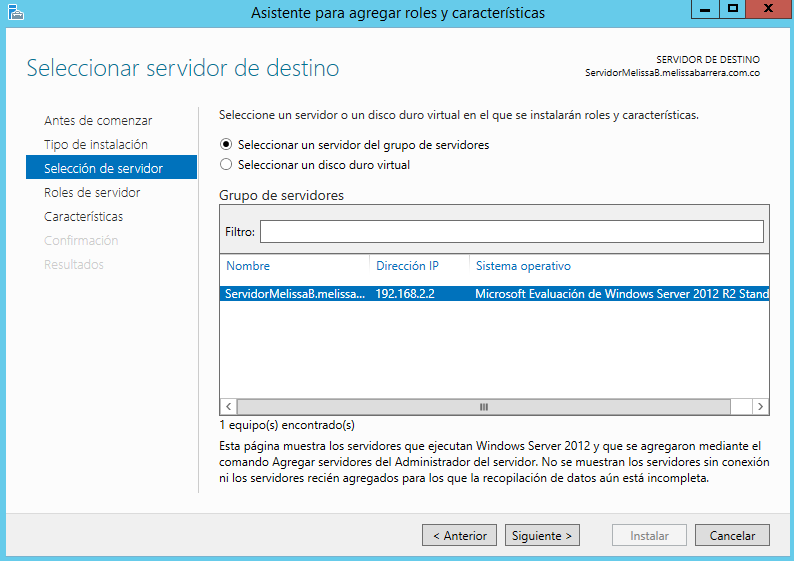 Asistente para agregar roles y características
Seleccionar servidor de destino
SERVIDOR DE DESTINO
ServidorMelissaB.melissabarrera.com.co
Antes de comenzar
Tipo de instalación
Selección de servidor
Roles de servidor
Características
Confirmación
Resultados
Seleccione un servidor o un disco duro virtual en el que se instalarán roles y características.
Seleccionar un servidor del grupo de servidores
Seleccionar un disco duro virtual
Grupo de servidores
Filtro:
Nombre Dirección IP Sistema operativo
ServidorMelissaB.melissa... 192.168.2.2 Microsoft Evaluación de Windows Server 2012 R2 Stand
1 equipo(s) encontrado(s)
Esta página muestra los servidores que ejecutan Windows Server 2012 y que se agregaron mediante el
comando Agregar servidores del Administrador del servidor. No se muestran los servidores sin conexión
ni los servidores recién agregados para los que la recopilación de datos aún está incompleta.
< Anterior Siguiente > Instalar Cancelar